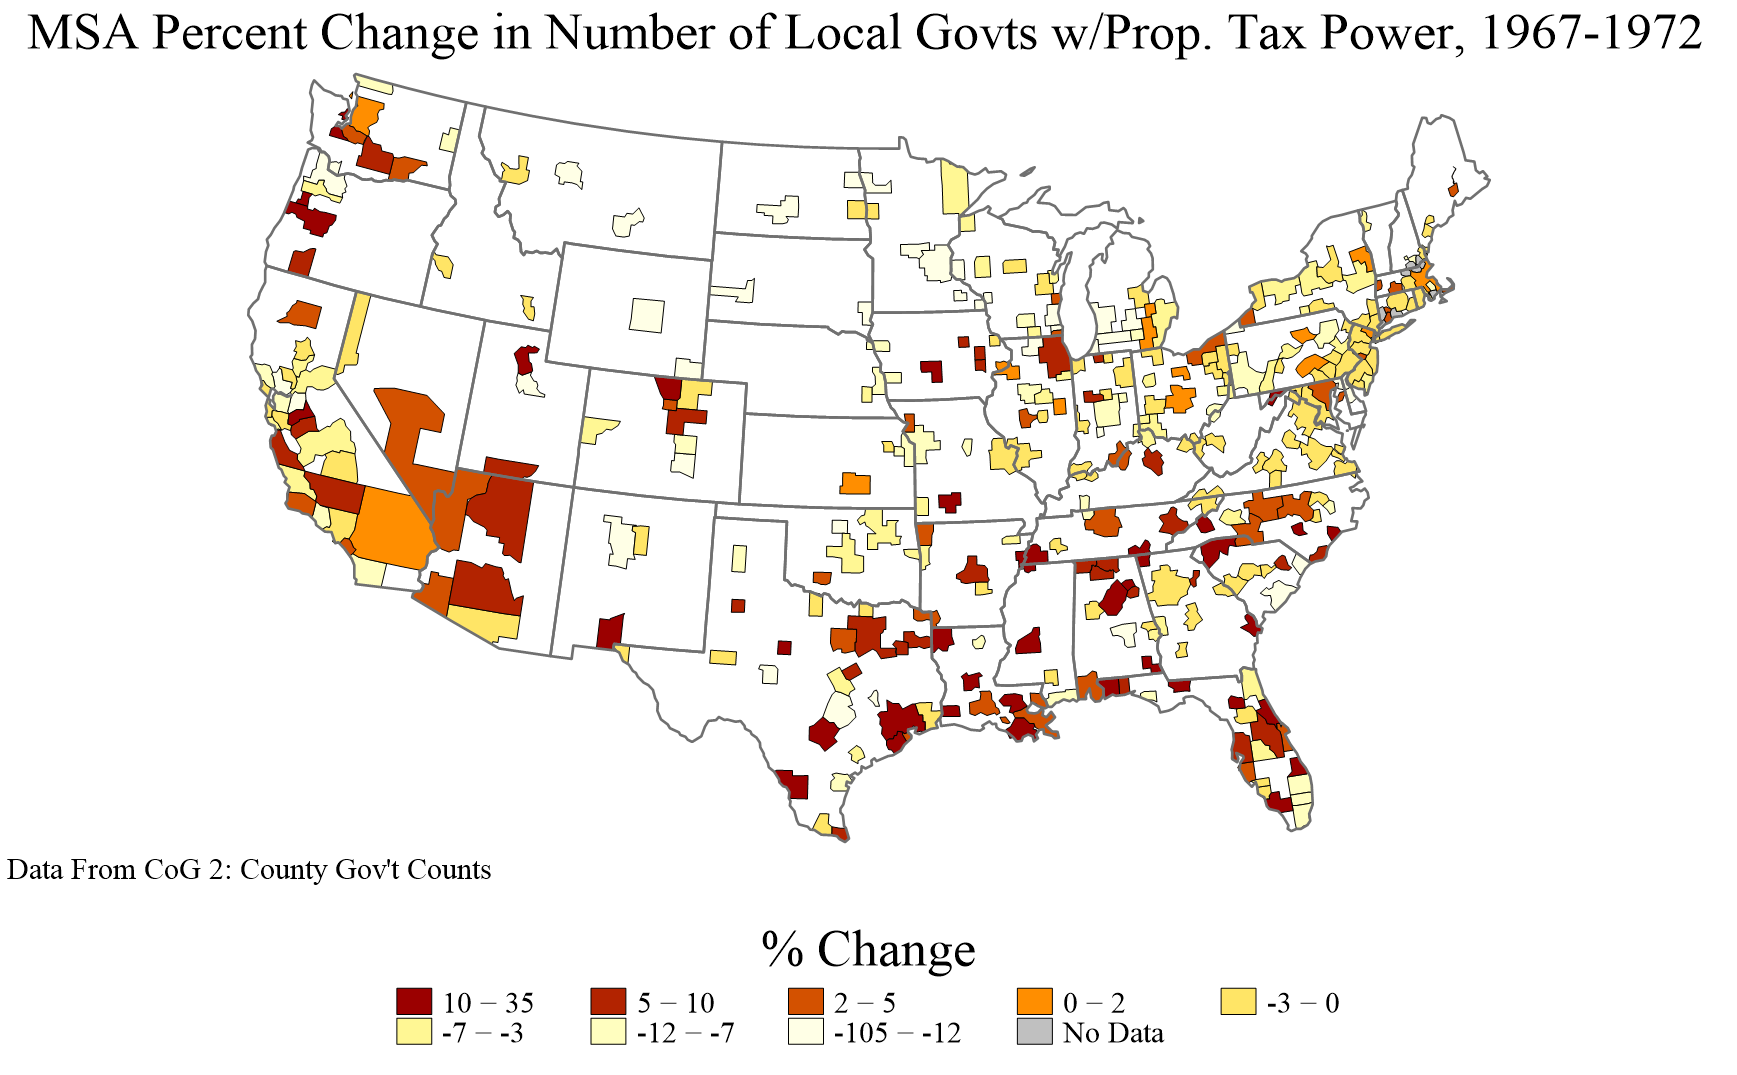 MSA Percent Change in Number of Local Govts w/Prop. Tax Power, 1967-1972
Data From CoG 2: County Gov't Counts
% Change
10 − 35 5 − 10 2 − 5 0 − 2 -3 − 0
-7 − -3 -12 − -7 -105 − -12 No Data